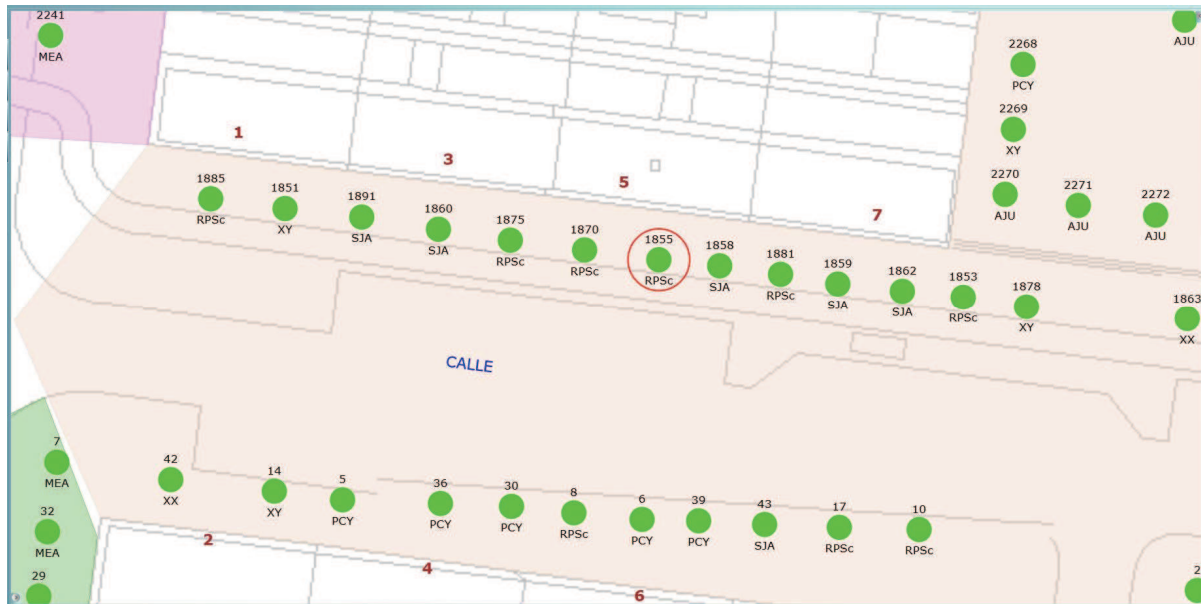 2241
MEA
AJU
2268
PCY
2269
XY
2270
AJU
2271
AJU
2272
AJU
1
3
5
7
1885
RPSc
1851
XY
1891
SJA
1860
SJA
1875
RPSc
1870
RPSc
1855
RPSc
1858
SJA
1881
RPSc
1859
SJA
1862
SJA
1853
RPSc
1878
XY
1863
XX
CALLE
7
MEA
32
MEA
29
42
XX
14
XY
5
PCY
36
PCY
30
PCY
8
RPSc
6
PCY
39
PCY
43
SJA
17
RPSc
10
RPSc
2
2
4
6